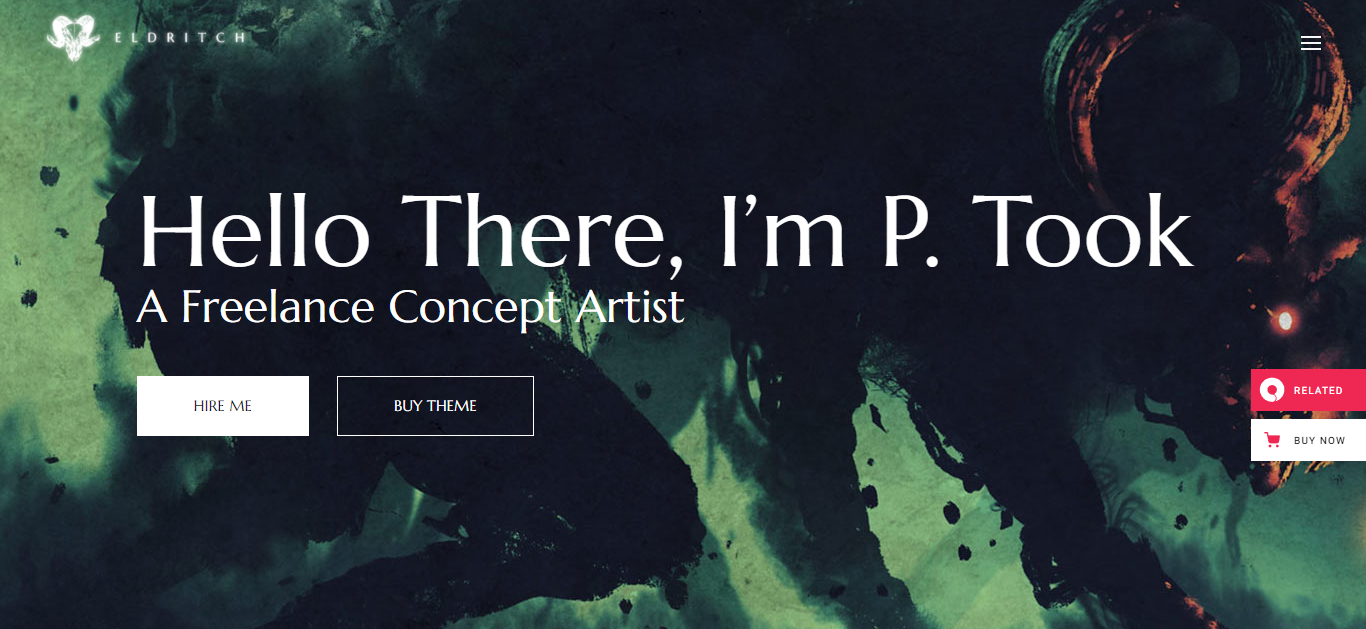 ELDRITCH
Hello There, I’m P. Took
A Freelance Concept Artist
HIRE ME
BUY THEME
RELATED
BUY NOW